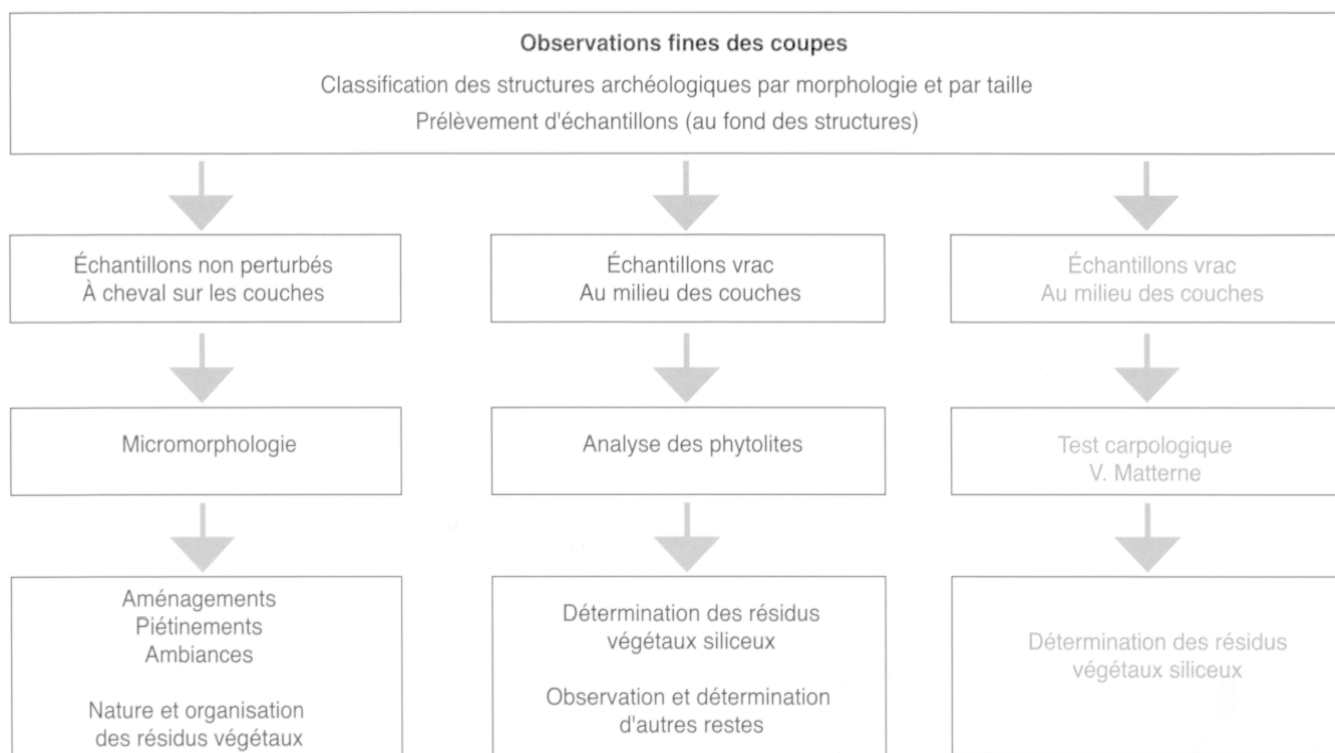 Observations fines des coupes
Classification des structures archéologiques par morphologie et par taille
Prélèvement d'échantillons (au fond des structures)
Échantillons non perturbés
À cheval sur les couches
Échantillons vrac
Au milieu des couches
Échantillons vrac
Au milieu des couches
Micromorphologie
Analyse des phytolites
Test carpologique
V. Matterne
Aménagements
Piétinements
Ambiances
Nature et organisation
des résidus végétaux
Détermination des résidus
végétaux siliceux
Observation et détermination
d'autres restes
Détermination des résidus
végétaux siliceux